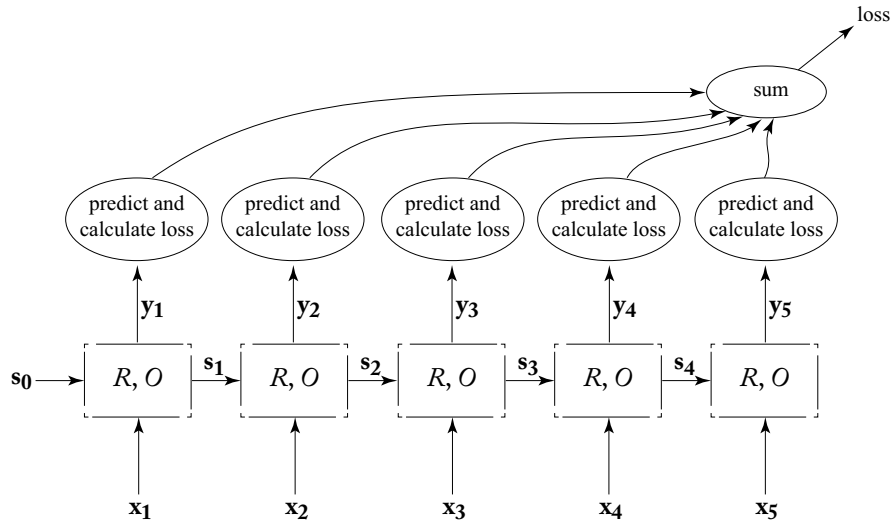 loss
sum
predict and
calculate loss
predict and
calculate loss
predict and
calculate loss
predict and
calculate loss
predict and
calculate loss
y1
y2
y3
y4
y5
s0
R, O
s1
R, O
s2
R, O
s3
R, O
s4
R, O
x1
x2
x3
x4
x5